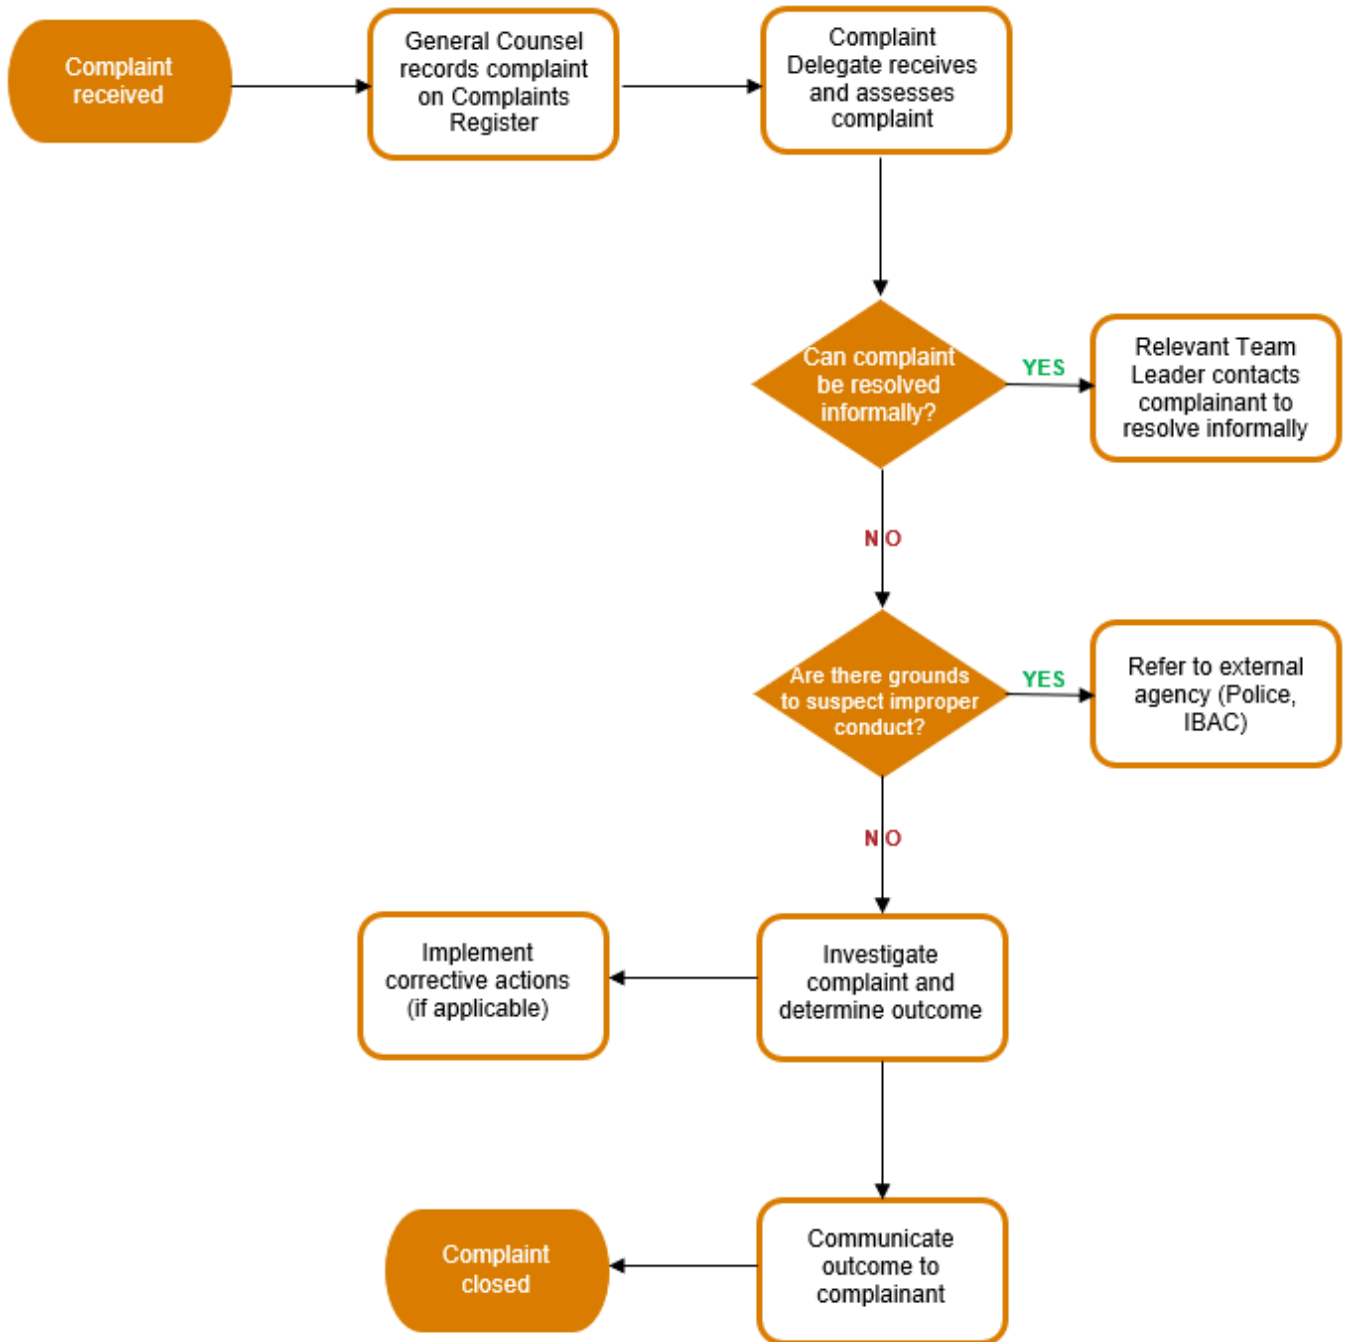 Complaint
received
General Counsel
records complaint
on Complaints
Register
Complaint
Delegate receives
and assesses
complaint
Can complaint
be resolved
informally?
YES
Relevant Team
Leader contacts
complainant to
resolve informally
NO
Are there grounds
to suspect improper
conduct?
YES
Refer to external
agency (Police,
IBAC)
NO
Implement
corrective actions
(if applicable)
Investigate
complaint and
determine outcome
Complaint
closed
Communicate
outcome to
complainant